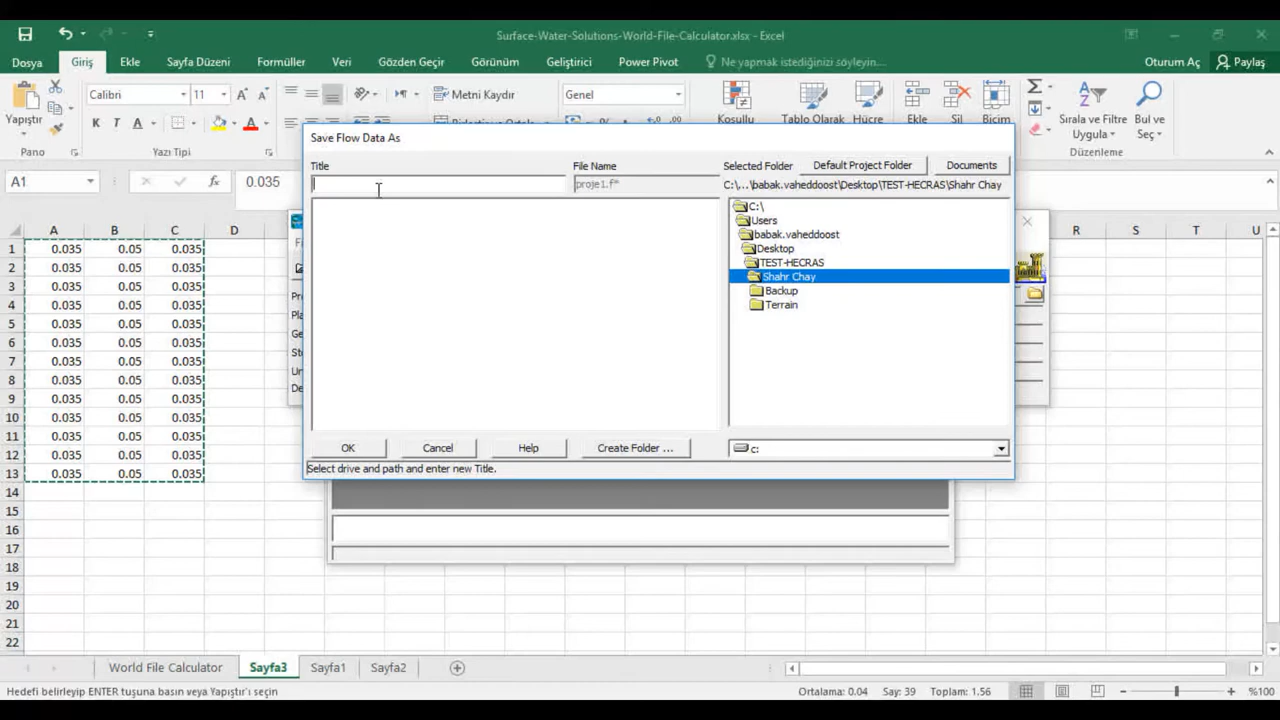 Surface-Water-Solutions-World-File-Calculator.xlsx - Excel
Dosya Giriş Ekle Sayfa Düzeni Formüller Veri Gözden Geçir Görünüm Geliştirici Power Pivot Ne yapmak istediğinizi söyleyin... Oturum Aç Paylaş
Yapıştır
Calibri 11
K T A
Metni Kaydır
Genel
Koşullu Tablo Olarak Hücre Ekle Sil Biçim
Sırala ve Filtre Uygula
Bul ve Seç
Pano Yazı Tipi
A1 0.035
Save Flow Data As
Title File Name Selected Folder Default Project Folder Documents
proje1.f* C:\...\babak.vaheddoost\Desktop\TEST-HECRAS\Shahr Chay
C:\
Users
babak.vaheddoost
Desktop
TEST-HECRAS
Shahr Chay
Backup
Terrain
OK Cancel Help Create Folder ... c:
Select drive and path and enter new Title.
A B C D R S T U
1 0.035 0.05 0.035
2 0.035 0.05 0.035
3 0.035 0.05 0.035
4 0.035 0.05 0.035
5 0.035 0.05 0.035
6 0.035 0.05 0.035
7 0.035 0.05 0.035
8 0.035 0.05 0.035
9 0.035 0.05 0.035
10 0.035 0.05 0.035
11 0.035 0.05 0.035
12 0.035 0.05 0.035
13 0.035 0.05 0.035
14
15
16
17
18
19
20
21
22
World File Calculator Sayfa3 Sayfa1 Sayfa2
Hedefi belirleyip ENTER tuşuna basın veya Yapıştır'ı seçin Ortalama: 0.04 Say: 39 Toplam: 1.56 %100